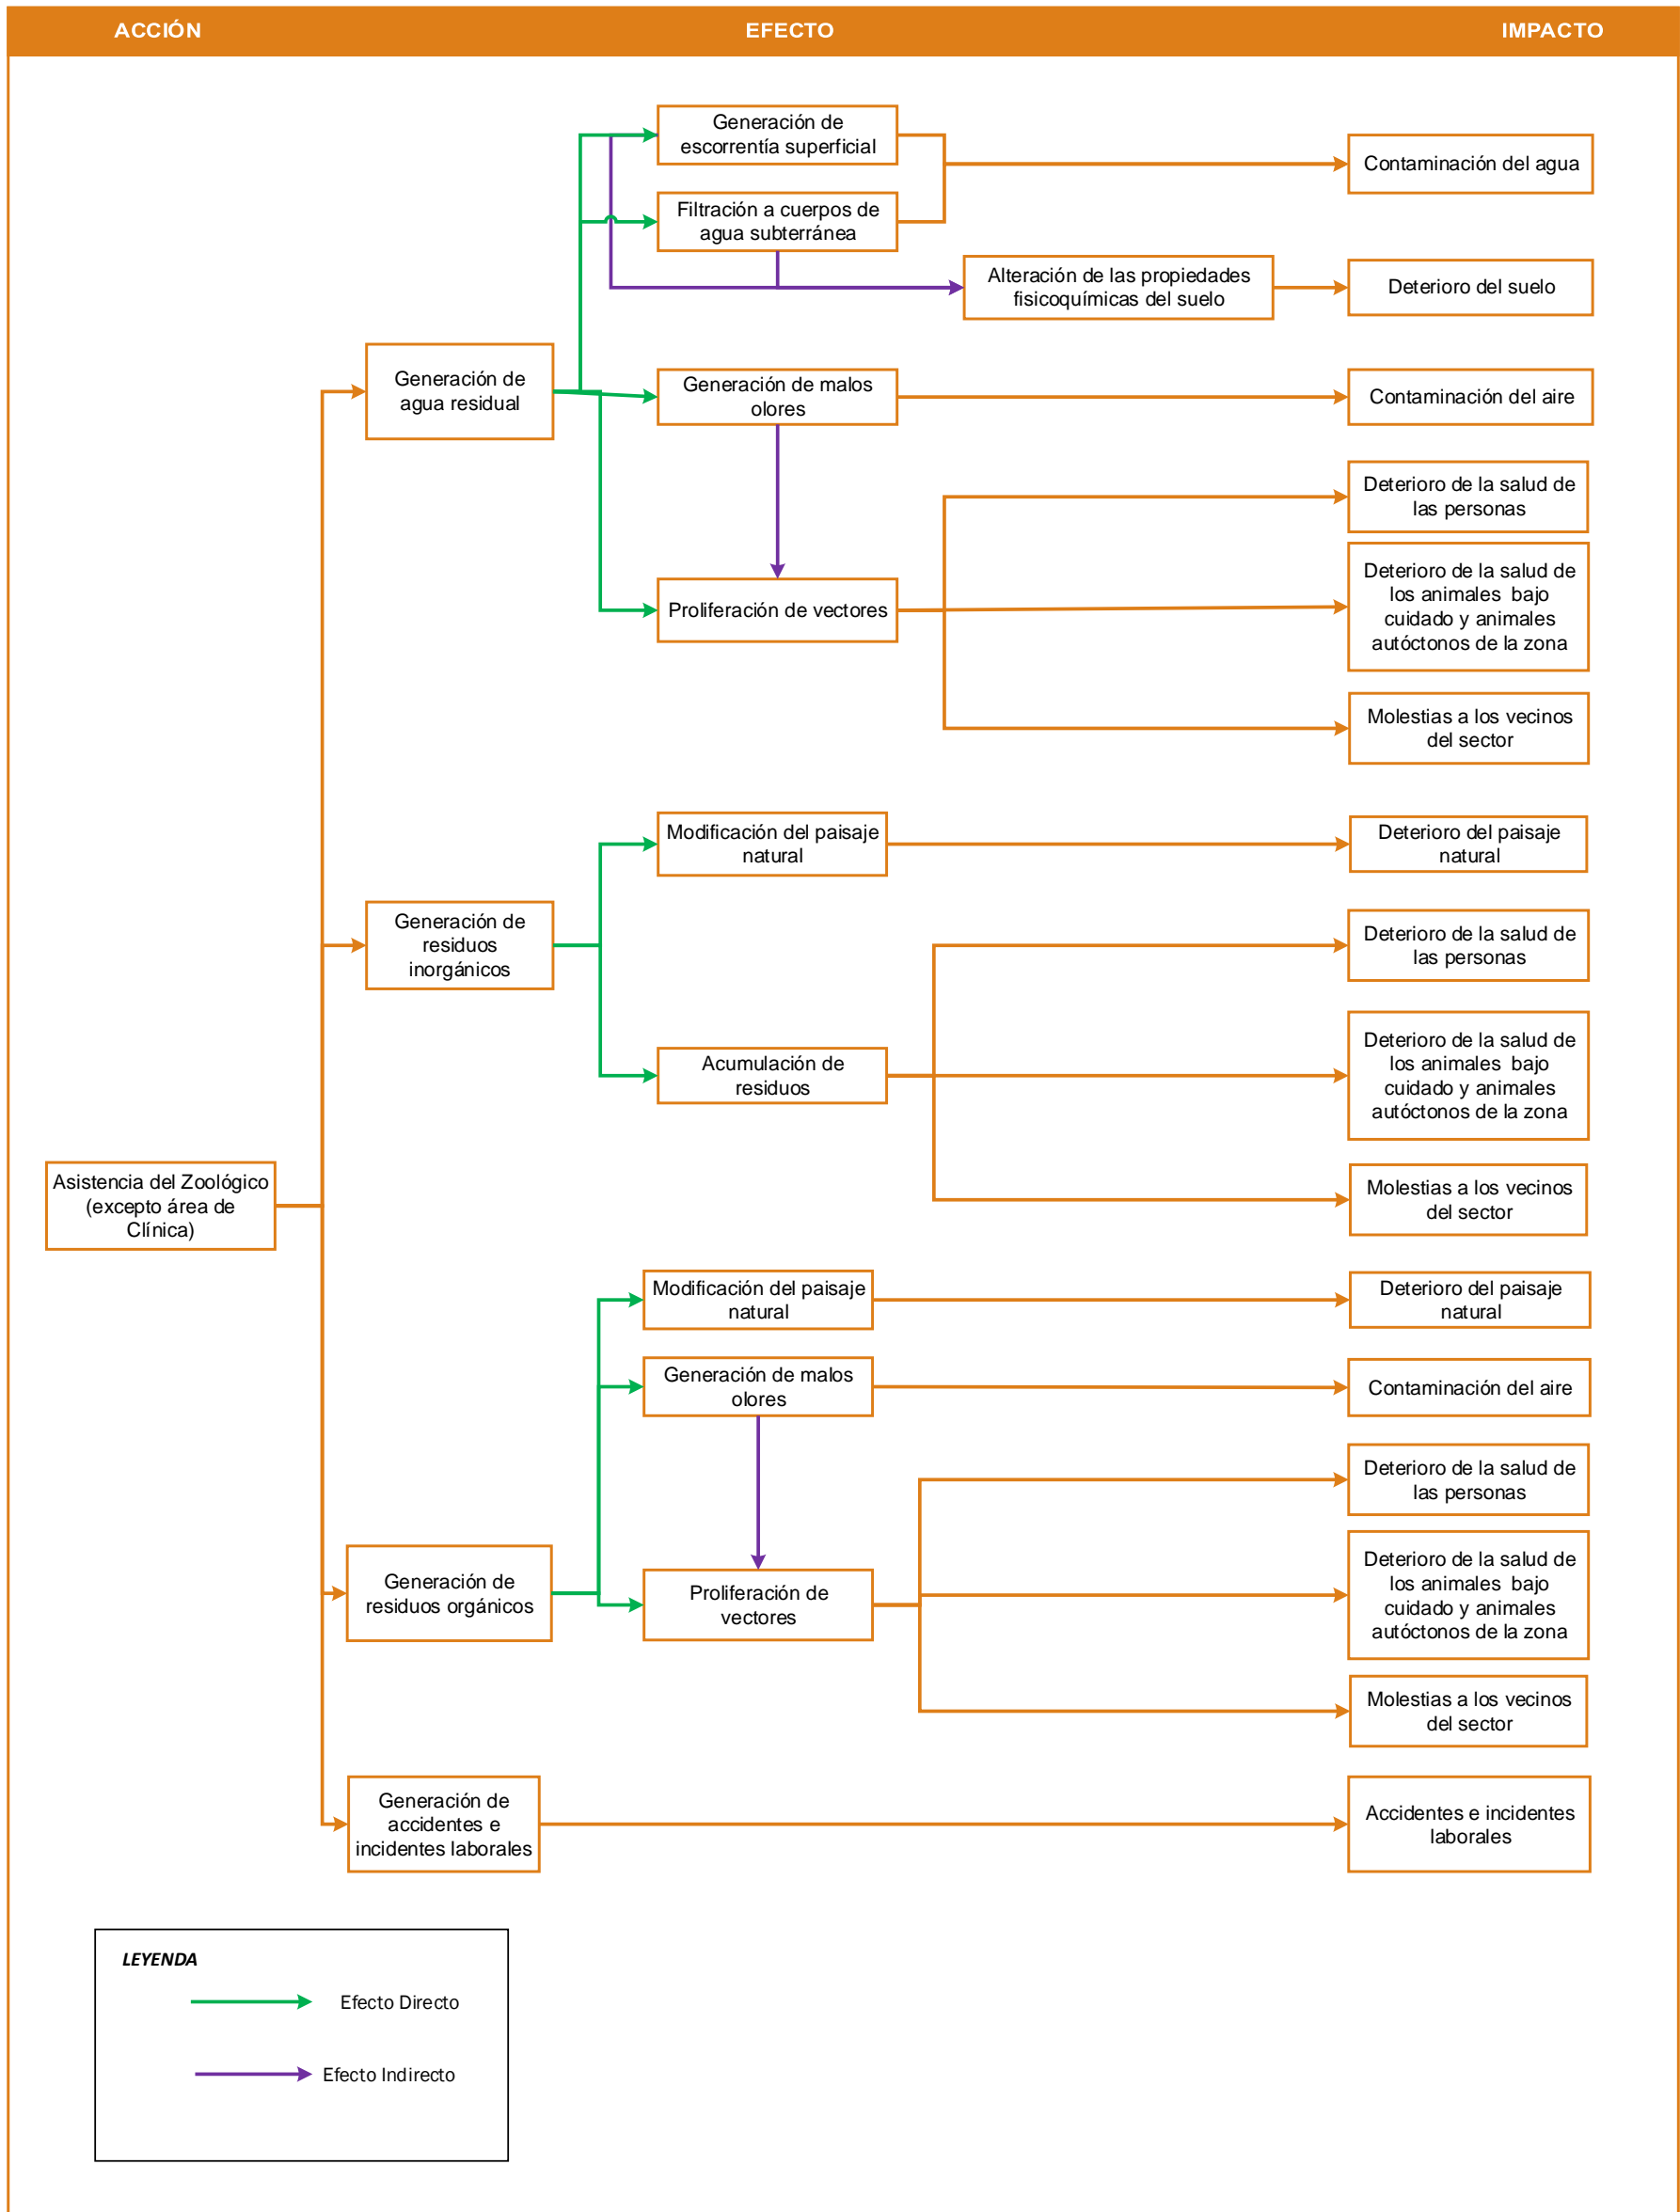 ACCIÓN EFECTO IMPACTO
Generación de
escorrentía superficial
Contaminación del agua
Filtración a cuerpos de
agua subterránea
Alteración de las propiedades
fisicoquímicas del suelo
Deterioro del suelo
Generación de
agua residual
Generación de malos
olores
Contaminación del aire
Deterioro de la salud de
las personas
Proliferación de vectores
Deterioro de la salud de
los animales bajo
cuidado y animales
autóctonos de la zona
Molestias a los vecinos
del sector
Modificación del paisaje
natural
Deterioro del paisaje
natural
Generación de
residuos
inorgánicos
Deterioro de la salud de
las personas
Acumulación de
residuos
Deterioro de la salud de
los animales bajo
cuidado y animales
autóctonos de la zona
Asistencia del Zoológico
(excepto área de
Clínica)
Molestias a los vecinos
del sector
Modificación del paisaje
natural
Deterioro del paisaje
natural
Generación de malos
olores
Contaminación del aire
Deterioro de la salud de
las personas
Generación de
residuos orgánicos
Proliferación de
vectores
Deterioro de la salud de
los animales bajo
cuidado y animales
autóctonos de la zona
Molestias a los vecinos
del sector
Generación de
accidentes e
incidentes laborales
Accidentes e incidentes
laborales
LEYENDA
Efecto Directo
Efecto Indirecto